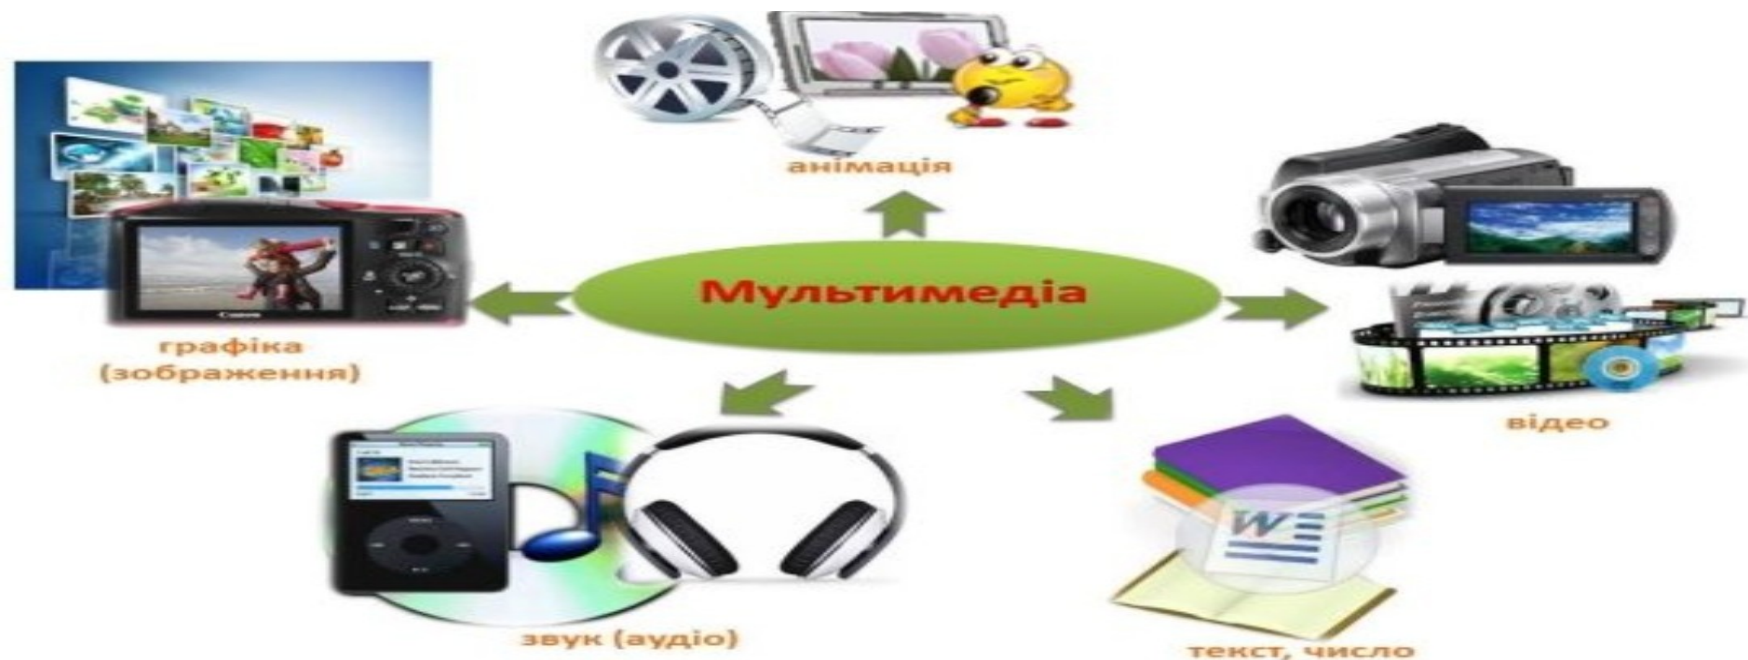 анімація
Мультимедіа
графіка
(зображення)
відео
звук (аудіо)
текст, число
W